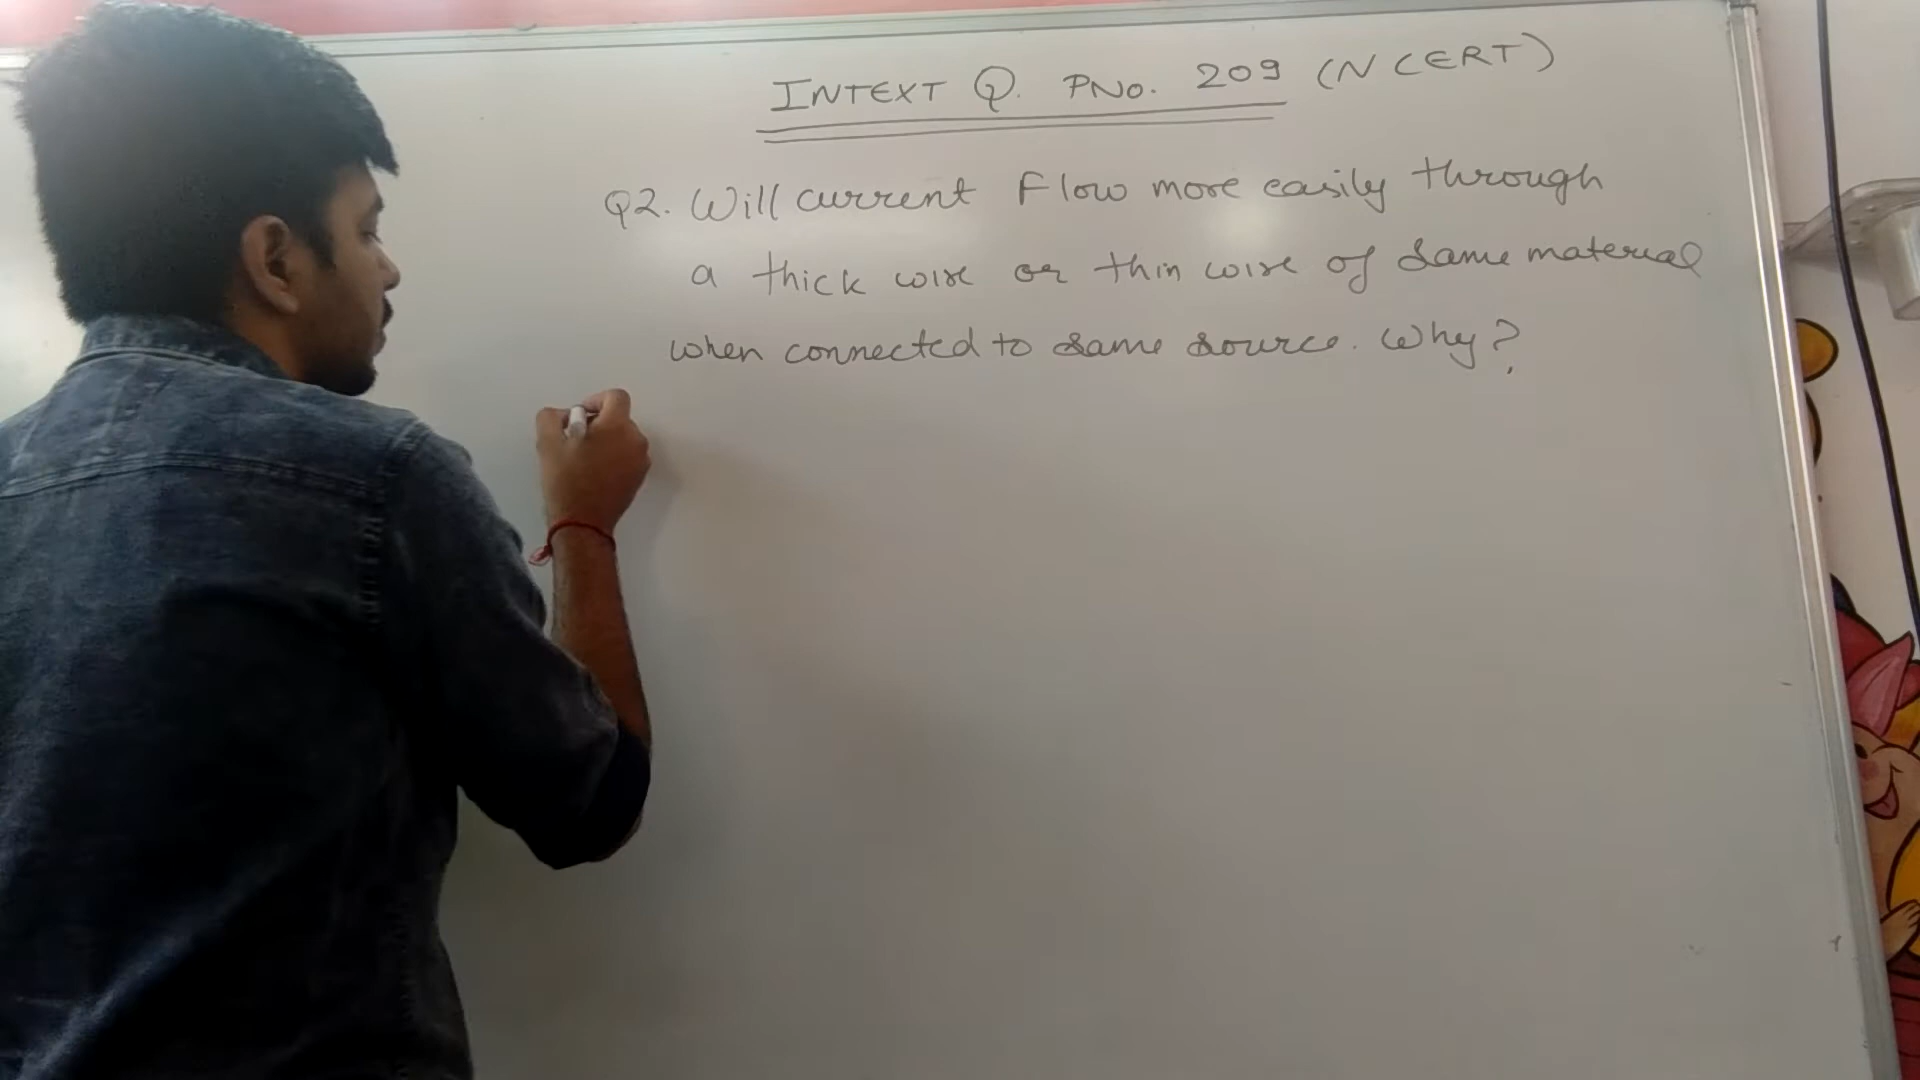 INTEXT Q. PNo. 209 (NCERT)
Q2. Will current Flow more easily through
a thick wire or thin wire of same material
when connected to same source. Why?